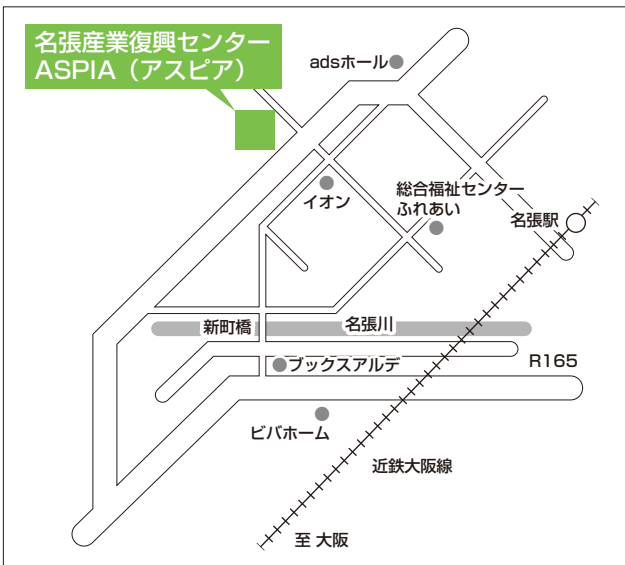 名張産業復興センター
ASPIA（アスピア）
adsホール
イオン
総合福祉センター
ふれあい
名張駅
新町橋
名張川
ブックスアルデ
R165
ビバホーム
近鉄大阪線
至 大阪